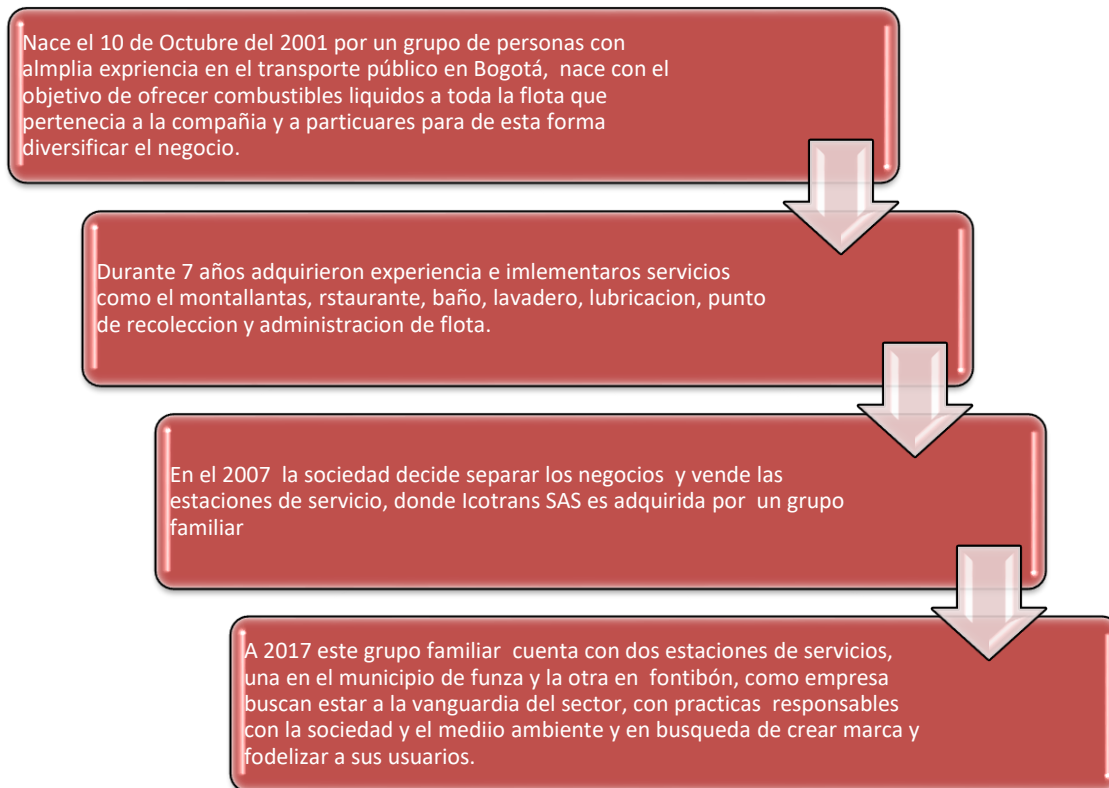 Nace el 10 de Octubre del 2001 por un grupo de personas con
almplia expriencia en el transporte público en Bogotá, nace con el
objetivo de ofrecer combustibles liquidos a toda la flota que
pertenecia a la compañia y a particuares para de esta forma
diversificar el negocio.
Durante 7 años adquirieron experiencia e imlementaros servicios
como el montallantas, rstaurante, baño, lavadero, lubricacion, punto
de recoleccion y administracion de flota.
En el 2007 la sociedad decide separar los negocios y vende las
estaciones de servicio, donde Icotrans SAS es adquirida por un grupo
familiar
A 2017 este grupo familiar cuenta con dos estaciones de servicios,
una en el municipio de funza y la otra en fontibón, como empresa
buscan estar a la vanguardia del sector, con practicas responsables
con la sociedad y el mediio ambiente y en busqueda de crear marca y
fodelizar a sus usuarios.